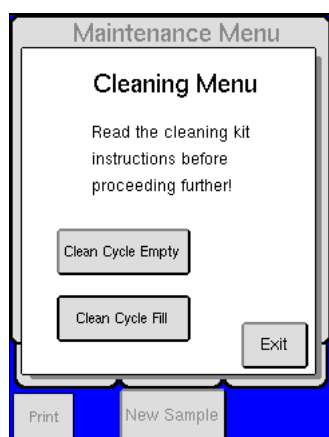 Maintenance Menu
Cleaning Menu
Read the cleaning kit
instructions before
proceeding further!
Clean Cycle Empty
Clean Cycle Fill
Exit
Print
New Sample